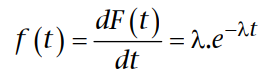 f(t) = dF(t)/dt = λ.e^{-λt}